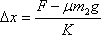 Δx = (F − μm₂g) / K